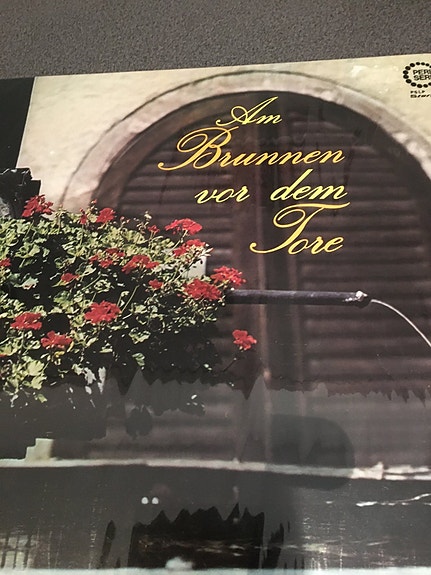 Am
Brunnen
vor dem
Tore